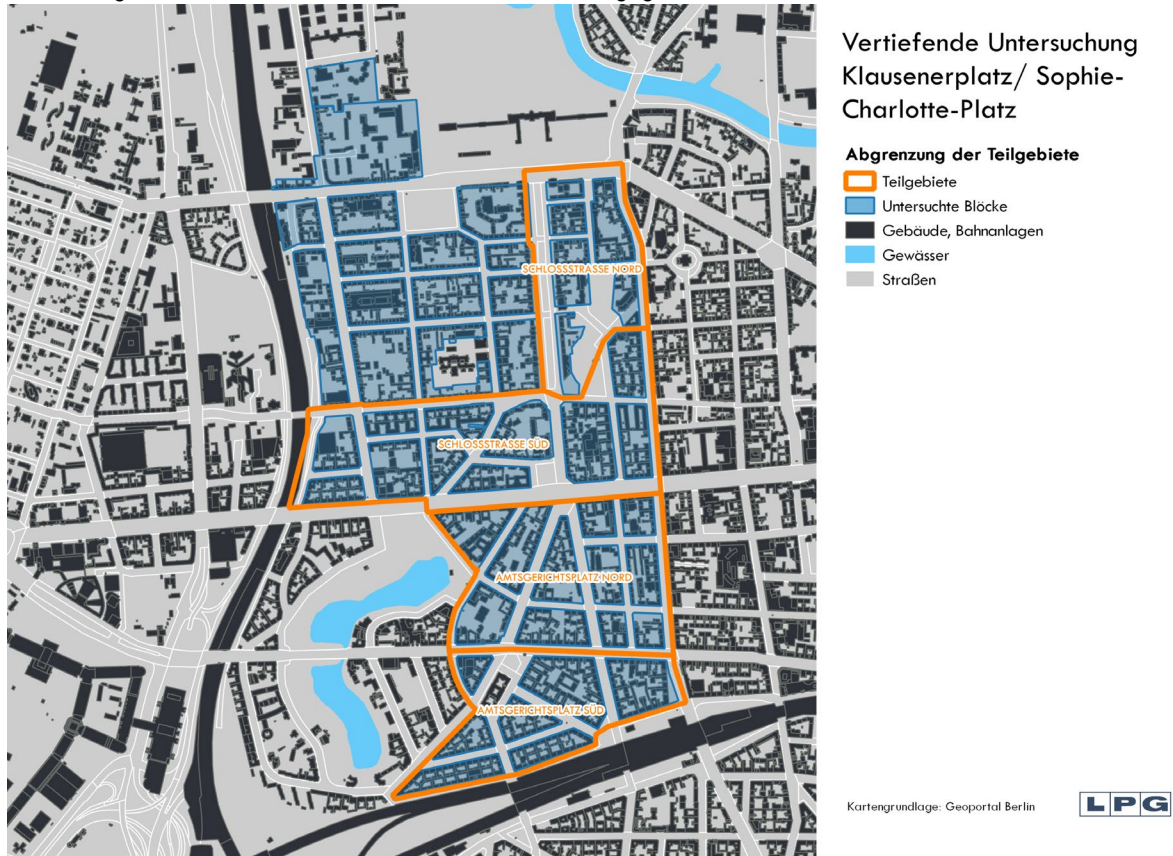 Vertiefende Untersuchung
Klausenerplatz/ Sophie-
Charlotte-Platz
Abgrenzung der Teilgebiete
Teilgebiete
Untersuchte Blöcke
Gebäude, Bahnanlagen
Gewässer
Straßen
SCHLOSSSTRASSE NORD
SCHLOSSSTRASSE SÜD
AMTSGERICHTSPLATZ NORD
AMTSGERICHTSPLATZ SÜD
Kartengrundlage: Geoportal Berlin
LPG